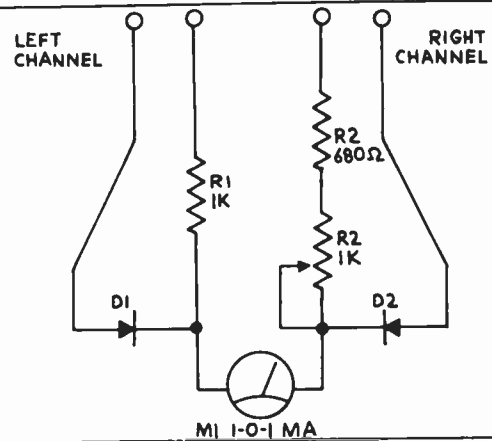 LEFT
CHANNEL
RIGHT
CHANNEL
R1
1K
R2
680Ω
R2
1K
D1
D2
M1 1-0-1 MA